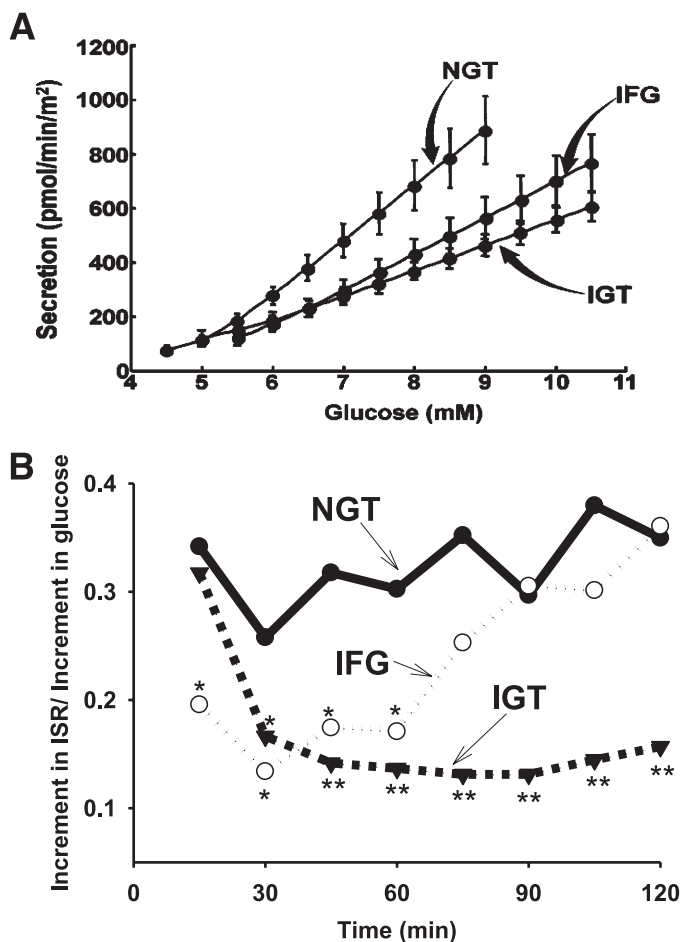 A
1200
1000
800
600
400
200
0
Secretion (pmol/min/m²)
NGT
IFG
IGT
4 5 6 7 8 9 10 11
Glucose (mM)
B
0.4
0.3
0.2
0.1
Increment in ISR/ Increment in glucose
NGT
IFG
IGT
*
*
*
*
*
**
**
**
**
**
**
0 30 60 90 120
Time (min)